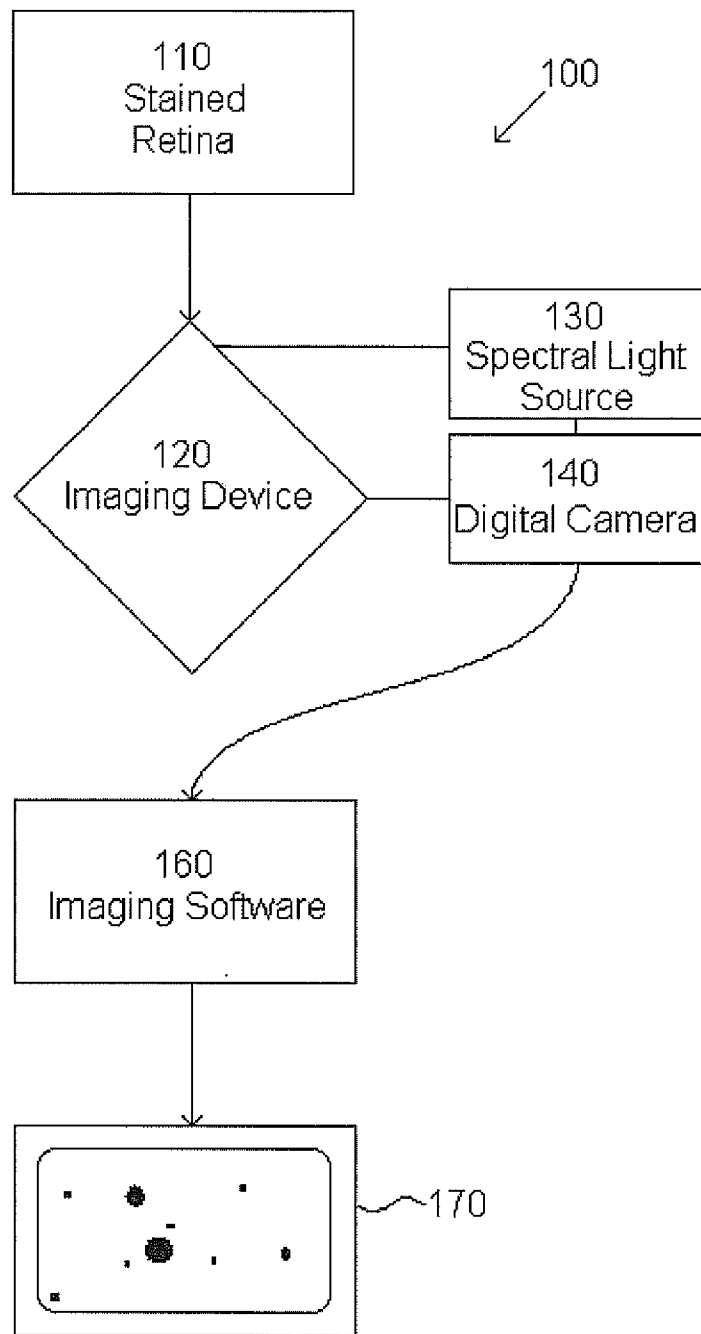 110
Stained
Retina
100
130
Spectral Light
Source
120
Imaging Device
140
Digital Camera
160
Imaging Software
170